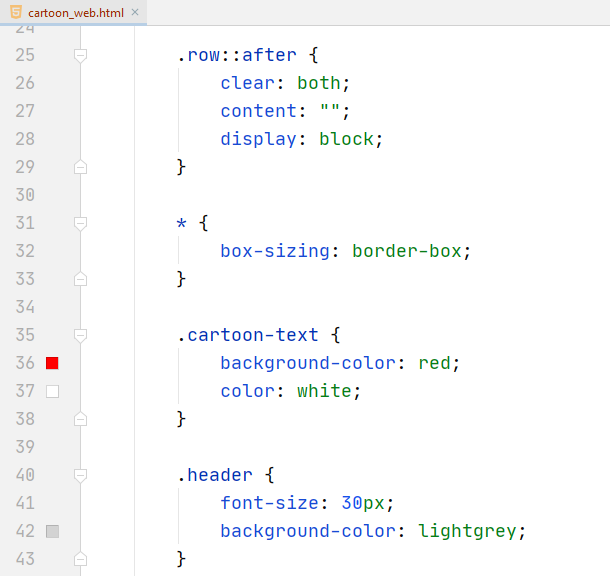 cartoon_web.html
24
25 .row::after {
26 clear: both;
27 content: "";
28 display: block;
29 }
30
31 * {
32 box-sizing: border-box;
33 }
34
35 .cartoon-text {
36 background-color: red;
37 color: white;
38 }
39
40 .header {
41 font-size: 30px;
42 background-color: lightgrey;
43 }